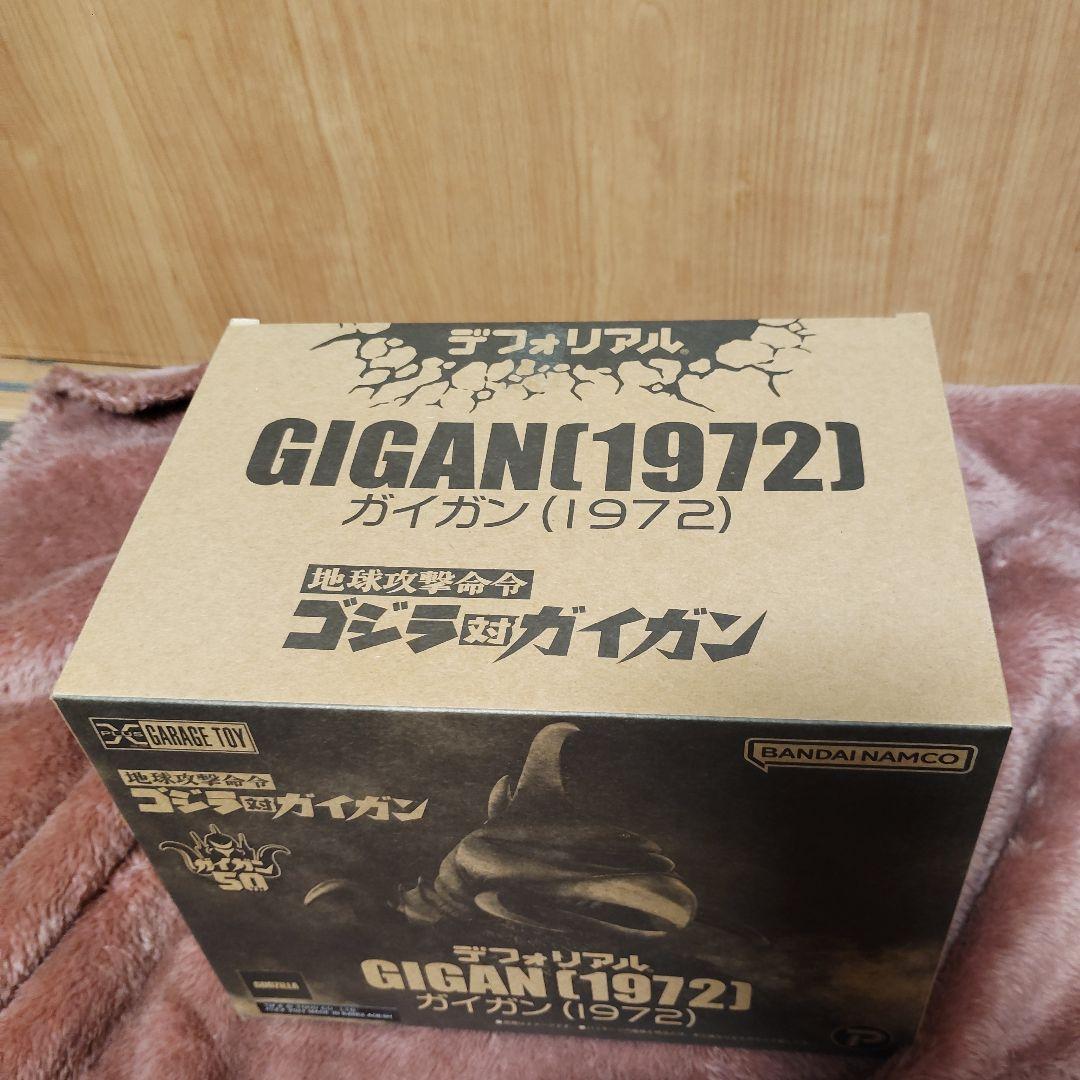 デフォリアル®
GIGAN(1972)
ガイガン(1972)
地球攻撃命令
ゴジラ対ガイガン
GARAGE TOY
BANDAI NAMCO
地球攻撃命令
ゴジラ対ガイガン
ガイガン
50
デフォリアル
GIGAN(1972)
ガイガン(1972)
GODZILLA
P